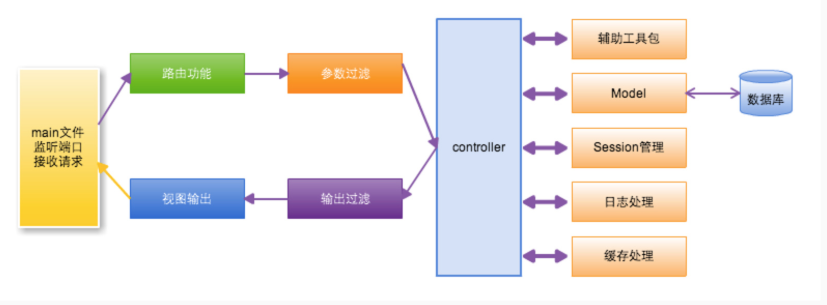 main文件
监听端口
接收请求
路由功能
参数过滤
视图输出
输出过滤
controller
辅助工具包
Model
数据库
Session管理
日志处理
缓存处理